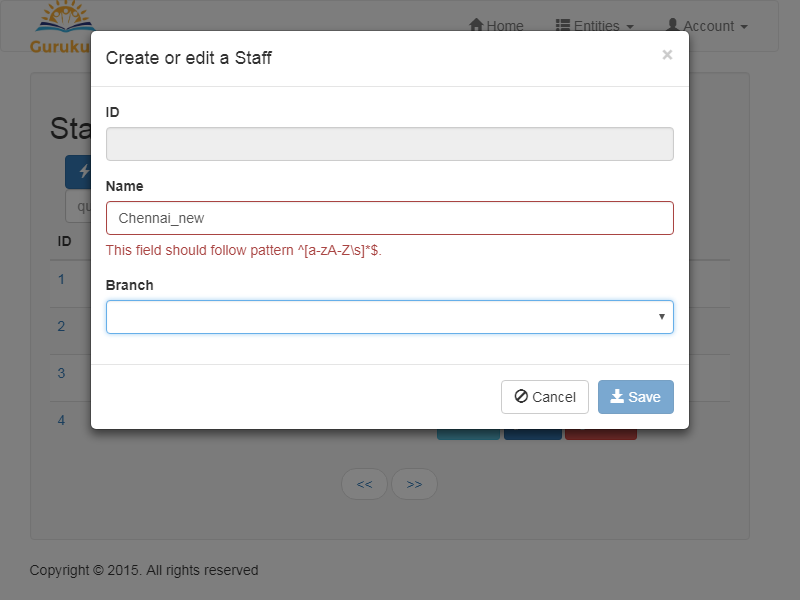 Guruku
Home
Entities
Account
Create or edit a Staff
×
Sta
ID
Name
qu
Chennai_new
This field should follow pattern ^[a-zA-Z\s]*$.
ID
Branch
1
2
3
Cancel
Save
4
<<
>>
Copyright © 2015. All rights reserved